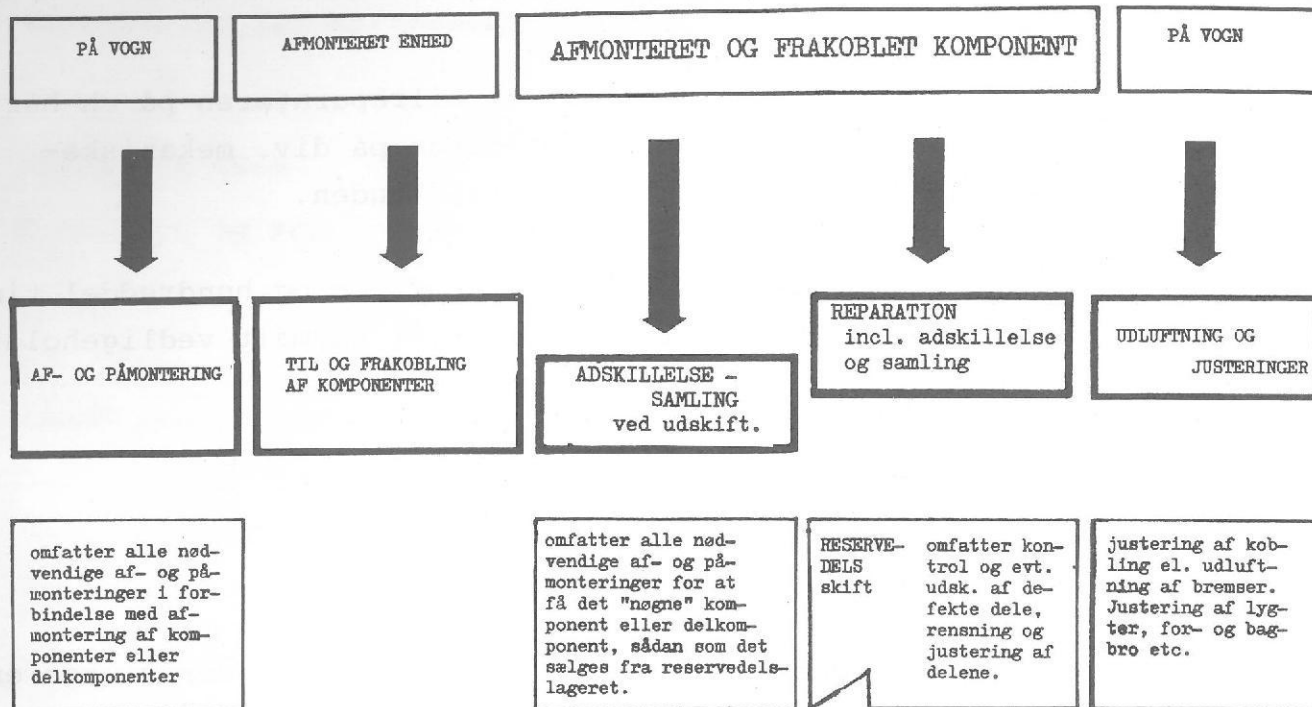 PÅ VOGN
AFMONTERET ENHED
AFMONTERET OG FRAKOBLET KOMPONENT
PÅ VOGN
AF- OG PÅMONTERING
TIL OG FRAKOBLING
AF KOMPONENTER
ADSKILLELSE -
SAMLING
ved udskift.
REPARATION
incl. adskillelse
og samling
UDLUFTNING OG
JUSTERINGER
omfatter alle nød-
vendige af- og på-
monteringer i for-
bindelse med af-
montering af kom-
ponenter eller
delkomponenter
omfatter alle nød-
vendige af- og på-
monteringer for at
få det "nøgne" kom-
ponent eller delkom-
ponent, sådan som det
sælges fra reservedels-
lageret.
RESERVE-
DELS
skift
omfatter kon-
trol og evt.
udsk. af de-
fekte dele,
rensning og
justering af
delene.
justering af kob-
ling el. udluft-
ning af bremser.
Justering af lyg-
ter, for- og bag-
bro etc.